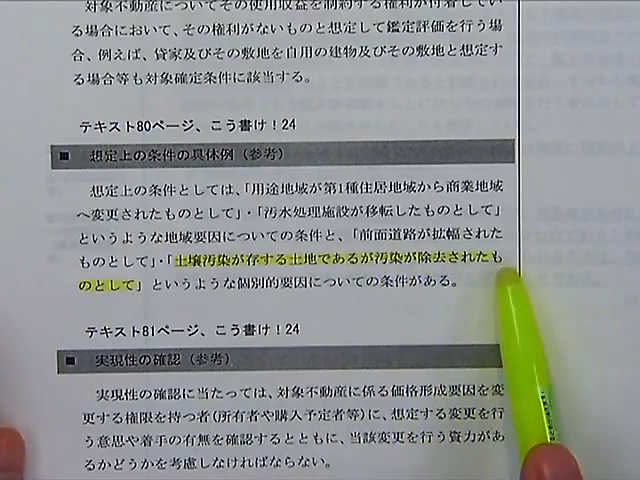 対象不動産についてその使用収益を制約する権利が付着してい
る場合において、その権利がないものと想定して鑑定評価を行う場
合、例えば、貸家及びその敷地を自用の建物及びその敷地と想定す
る場合等も対象確定条件に該当する。
テキスト80ページ、こう書け！24
■ 想定上の条件の具体例（参考）
想定上の条件としては、「用途地域が第1種住居地域から商業地域
へ変更されたものとして」・「汚水処理施設が移転したものとして」
というような地域要因についての条件と、「前面道路が拡幅された
ものとして」・「土壌汚染が存する土地であるが汚染が除去されたも
のとして」というような個別的要因についての条件がある。
テキスト81ページ、こう書け！24
■ 実現性の確認（参考）
実現性の確認に当たっては、対象不動産に係る価格形成要因を変
更する権限を持つ者(所有者や購入予定者等)に、想定する変更を行
う意思や着手の有無を確認するとともに、当該変更を行う資力があ
るかどうかを考慮しなければならない。